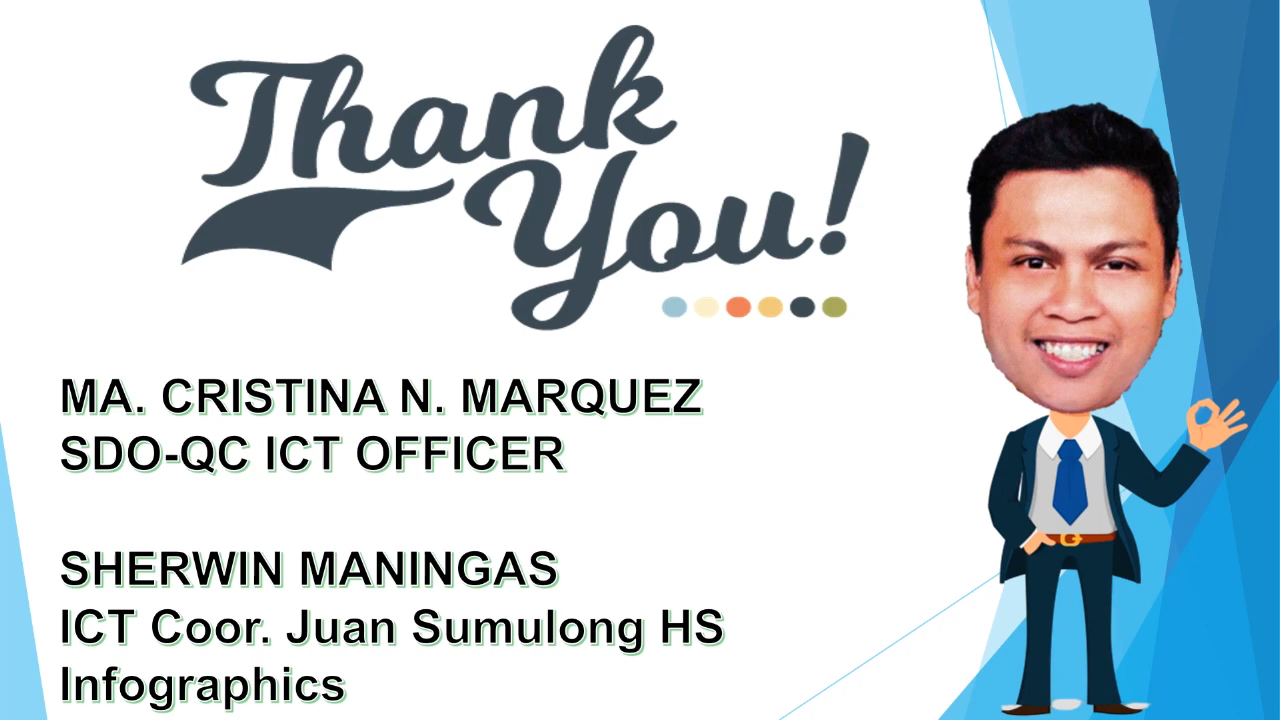 Thank
You!
MA. CRISTINA N. MARQUEZ
SDO-QC ICT OFFICER
SHERWIN MANINGAS
ICT Coor. Juan Sumulong HS
Infographics